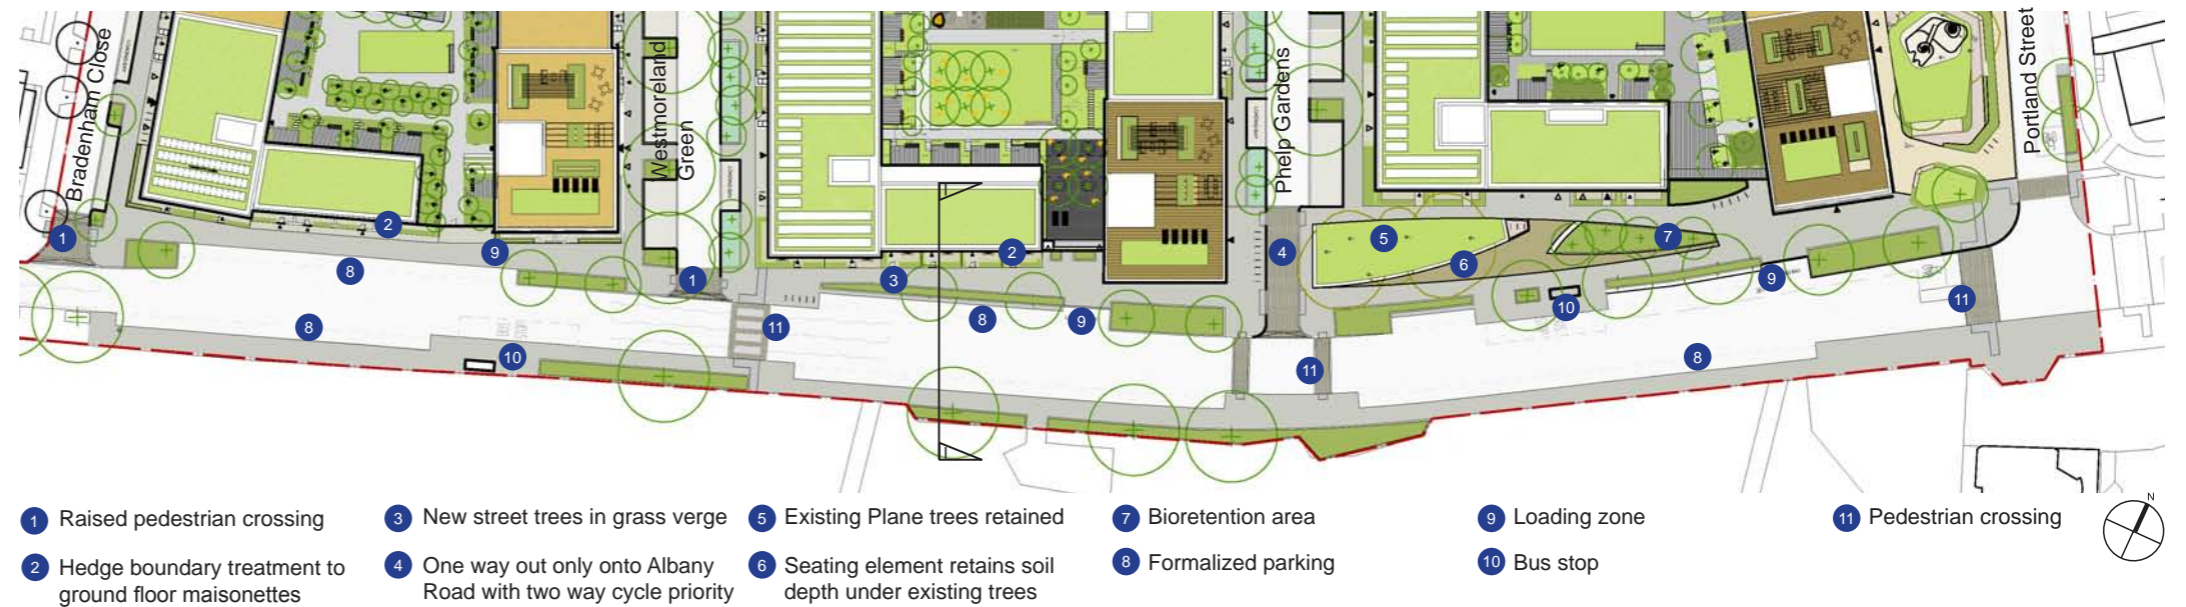 Bradenham Close
Westmoreland
Green
Phelp Gardens
Portland Street
1
2
9
8
8
10
1
11
3
2
8
9
4
11
5
6
7
10
9
8
11
1 Raised pedestrian crossing
2 Hedge boundary treatment to
ground floor maisonettes
3 New street trees in grass verge
4 One way out only onto Albany
Road with two way cycle priority
5 Existing Plane trees retained
6 Seating element retains soil
depth under existing trees
7 Bioretention area
8 Formalized parking
9 Loading zone
10 Bus stop
11 Pedestrian crossing
N